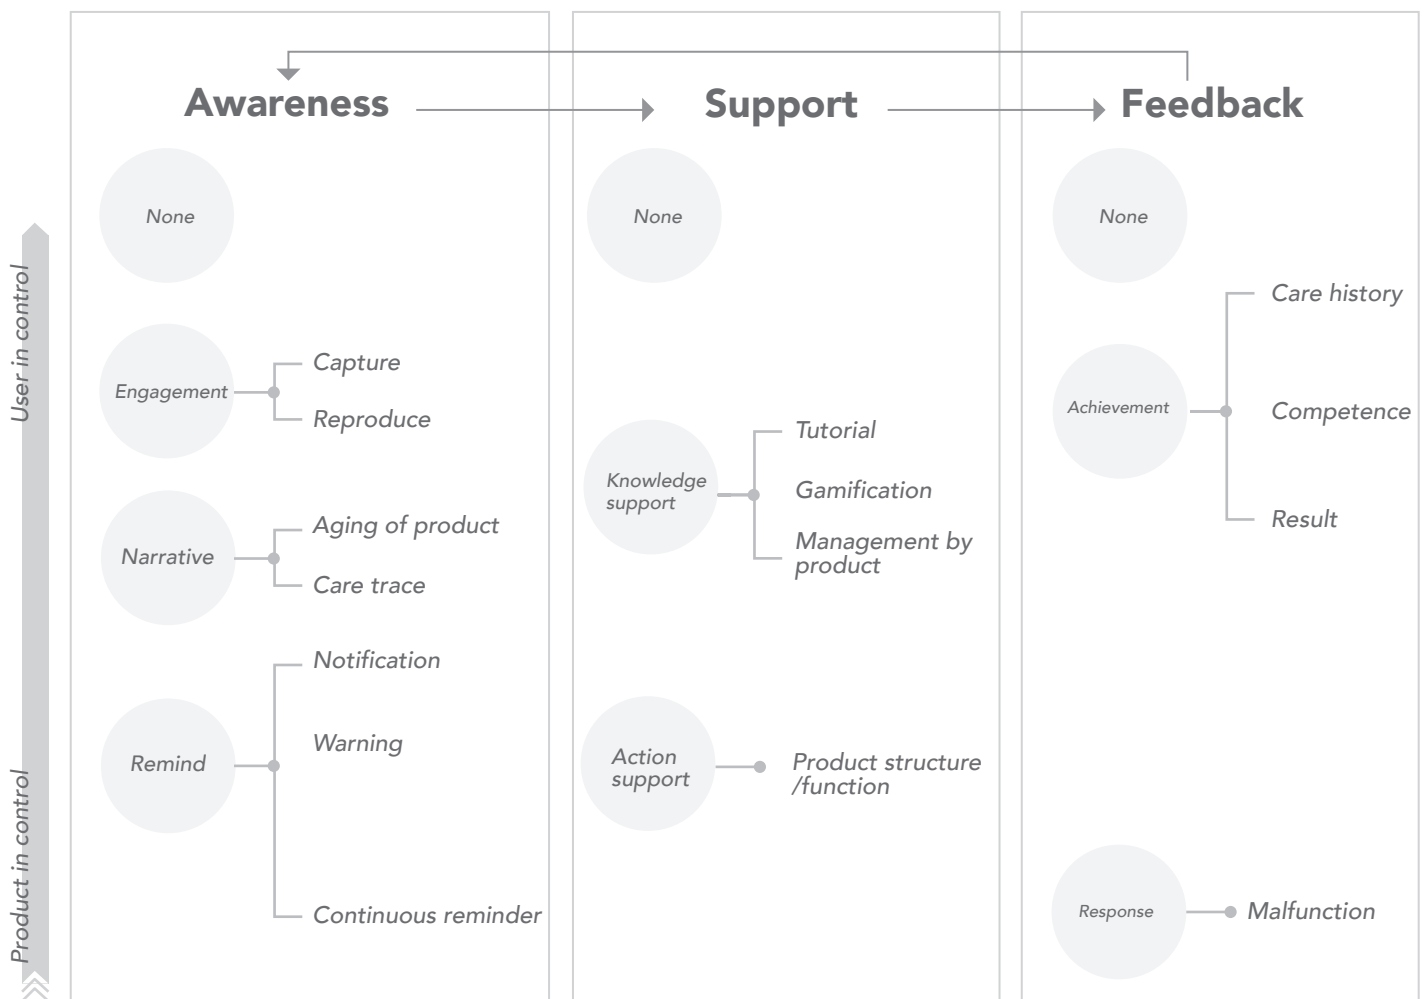 Awareness
Support
Feedback
User in control
Product in control
None
Engagement
Capture
Reproduce
Narrative
Aging of product
Care trace
Remind
Notification
Warning
Continuous reminder
None
Knowledge
support
Tutorial
Gamification
Management by
product
Action
support
Product structure
/function
None
Achievement
Care history
Competence
Result
Response
Malfunction